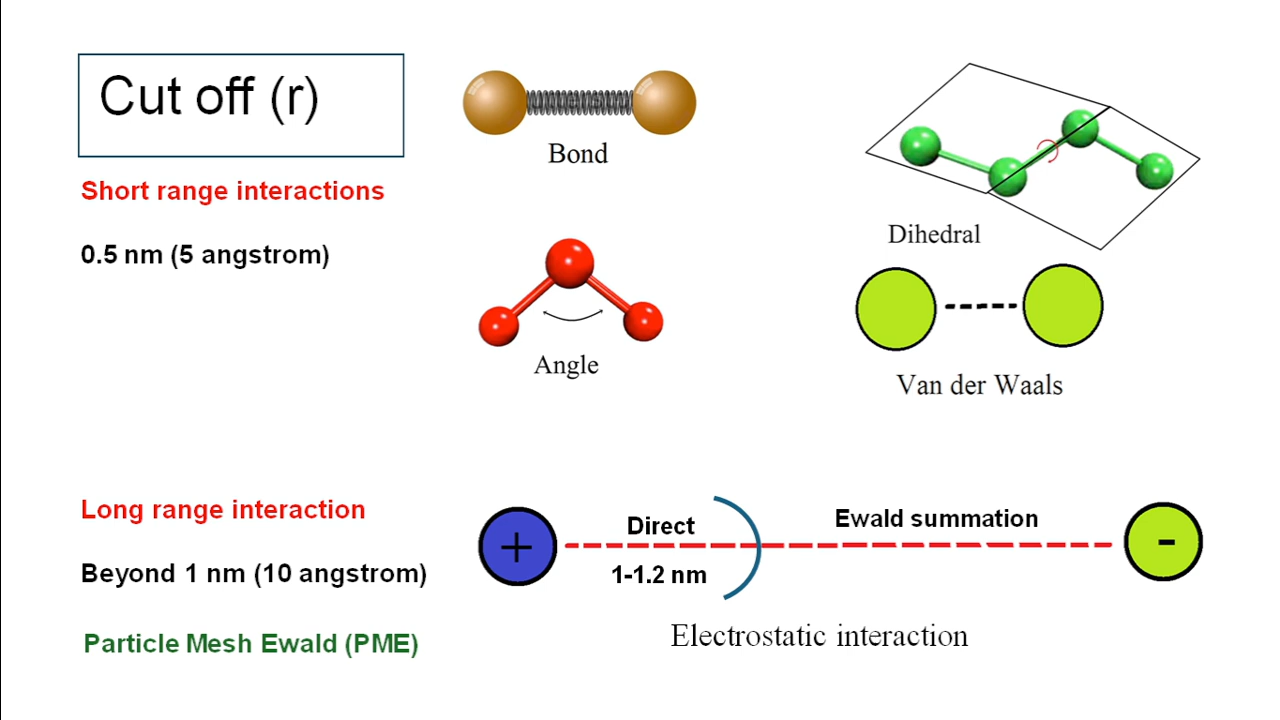 Cut off (r)
Short range interactions
0.5 nm (5 angstrom)
Bond
Dihedral
Angle
Van der Waals
Long range interaction
Beyond 1 nm (10 angstrom)
Particle Mesh Ewald (PME)
+
Direct
1-1.2 nm
Ewald summation
-
Electrostatic interaction